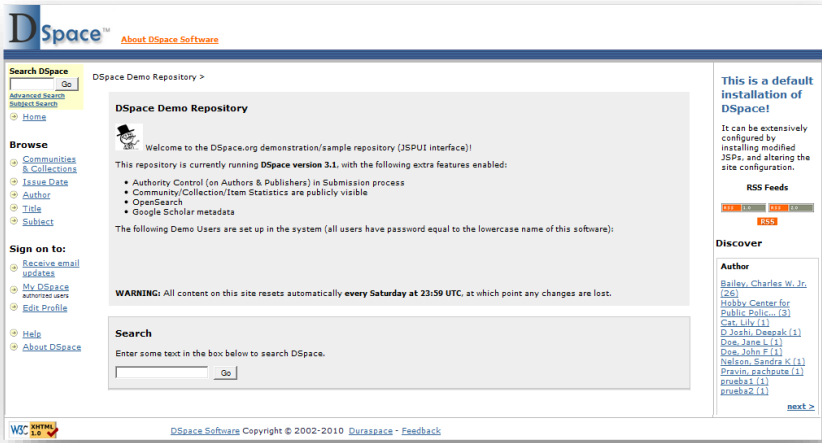 DSpace™
About DSpace Software
Search DSpace
Go
Advanced Search
Subject Search
Home
Browse
Communities
& Collections
Issue Date
Author
Title
Subject
Sign on to:
Receive email
updates
My DSpace
authorized users
Edit Profile
Help
About DSpace
DSpace Demo Repository >
DSpace Demo Repository
Welcome to the DSpace.org demonstration/sample repository (JSPUI interface)!
This repository is currently running DSpace version 3.1, with the following extra features enabled:
• Authority Control (on Authors & Publishers) in Submission process
• Community/Collection/Item Statistics are publicly visible
• OpenSearch
• Google Scholar metadata
The following Demo Users are set up in the system (all users have password equal to the lowercase name of this software):
WARNING: All content on this site resets automatically every Saturday at 23:59 UTC, at which point any changes are lost.
Search
Enter some text in the box below to search DSpace.
Go
This is a default
installation of
DSpace!
It can be extensively
configured by
installing modified
JSPs, and altering the
site configuration.
RSS Feeds
RSS 1.0 RSS 2.0
RSS
Discover
Author
Bailey, Charles W. Jr.
(26)
Hobby Center for
Public Polic... (3)
Cat, Lily (1)
D Joshi, Deepak (1)
Doe, Jane L (1)
Doe, John F (1)
Nelson, Sandra K (1)
Pravin, pachpute (1)
prueba1 (1)
prueba2 (1)
next >
W3C XHTML 1.0
DSpace Software Copyright © 2002-2010 Duraspace - Feedback